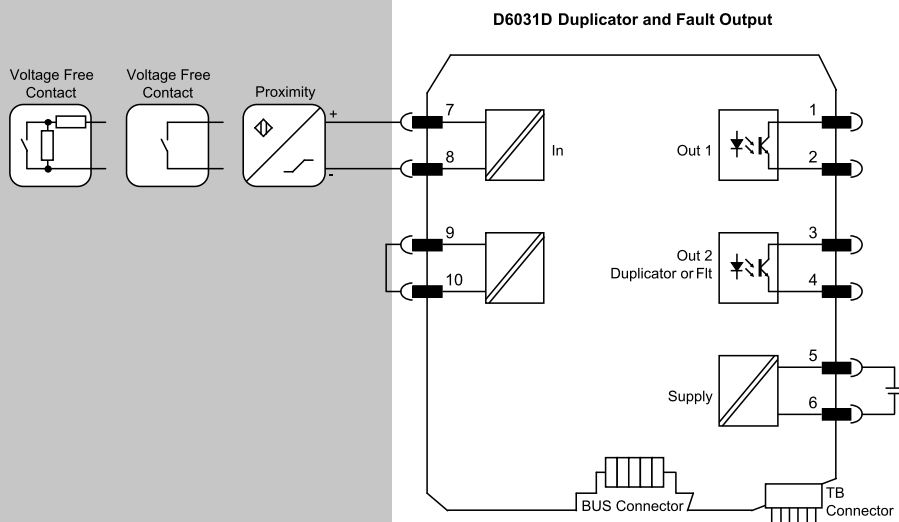 D6031D Duplicator and Fault Output
Voltage Free
Contact
Voltage Free
Contact
Proximity
+
-
7
8
In
9
10
1
Out 1
2
3
Out 2
Duplicator or Flt
4
5
Supply
6
BUS Connector
TB
Connector